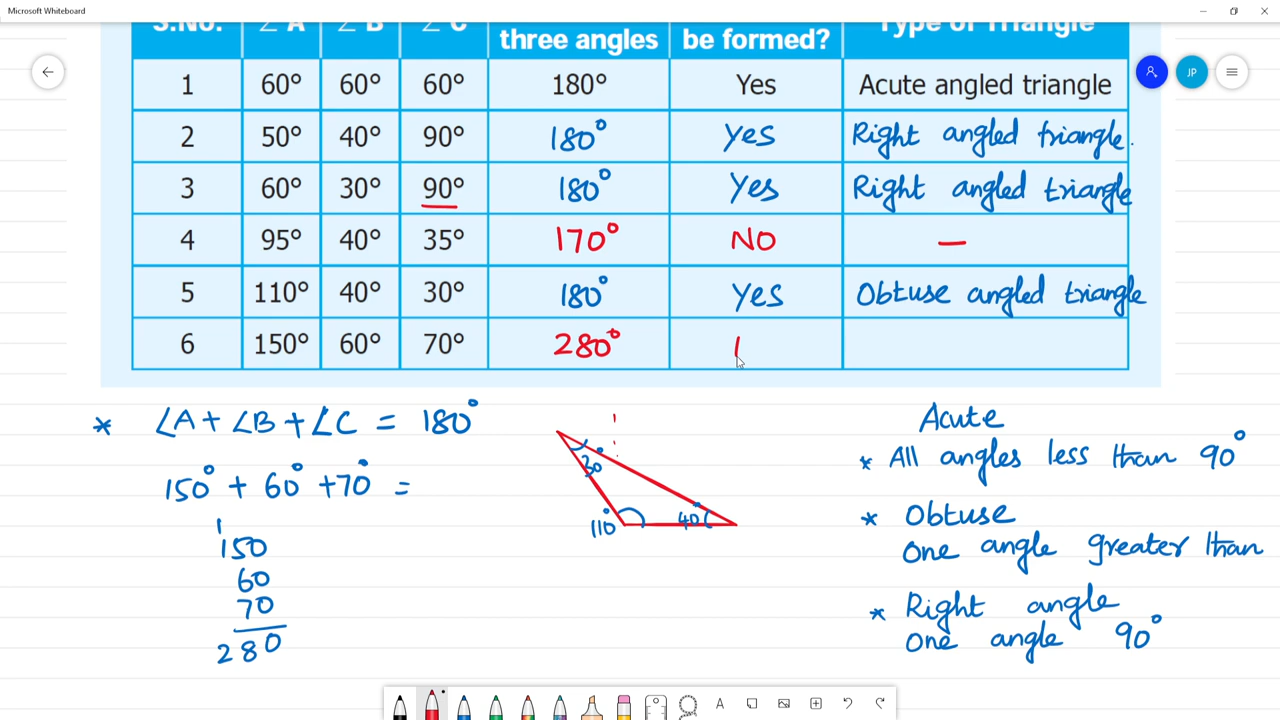 Microsoft Whiteboard
S.No. ∠A ∠B ∠C three angles be formed? Type of Triangle
1 60° 60° 60° 180° Yes Acute angled triangle
2 50° 40° 90° 180° Yes Right angled triangle.
3 60° 30° 90° 180° Yes Right angled triangle
4 95° 40° 35° 170° NO —
5 110° 40° 30° 180° Yes Obtuse angled triangle
6 150° 60° 70° 280°
JP
* ∠A + ∠B + ∠C = 180°
150° + 60° + 70° =
1
150
60
70
280
30°
110°
40°
Acute
* All angles less than 90°
* Obtuse
One angle greater than
* Right angle
One angle 90°
A